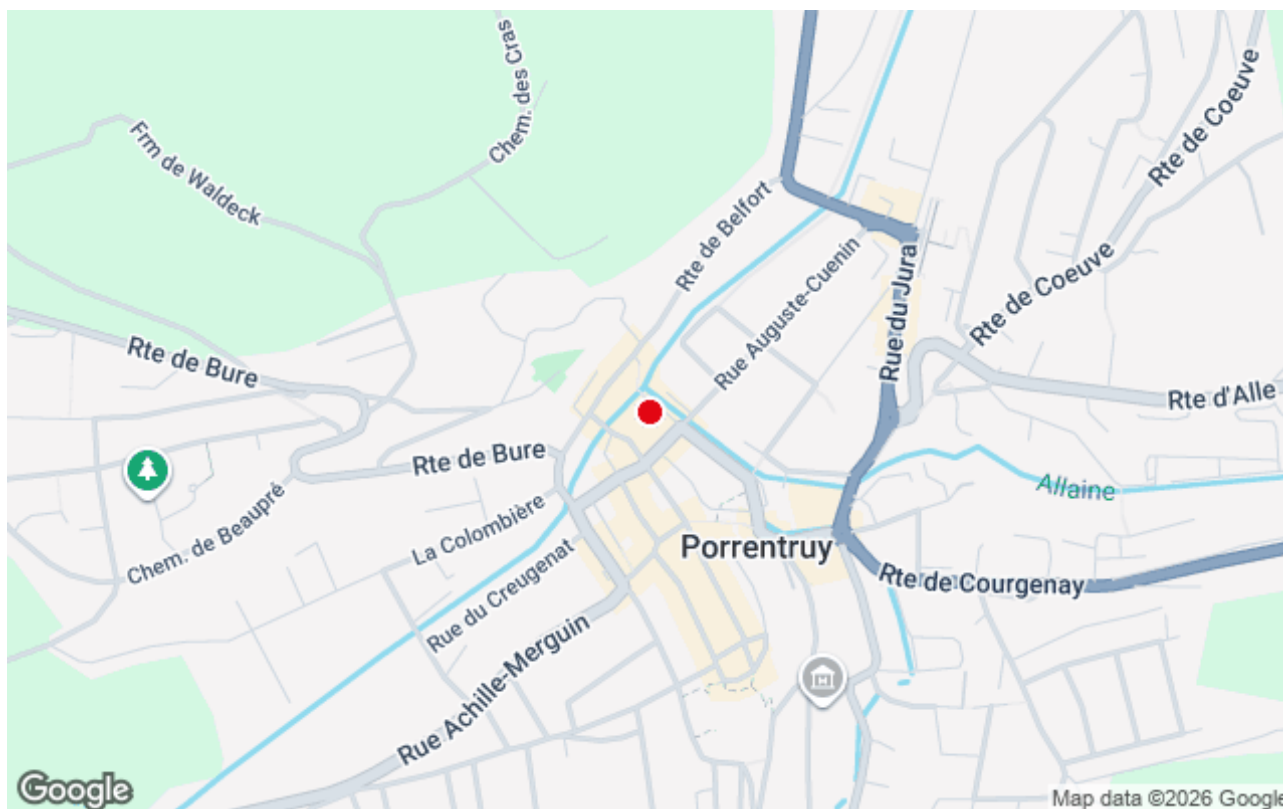 Chem. des Cras
Frm de Waldeck
Rte de Coeuve
Rte de Belfort
Rue Auguste-Cuenin
Rue du Jura
Rte de Coeuve
Rte de Bure
Rte d'Alle
Rte de Bure
Allaine
Chem. de Beaupré
La Colombière
Porrentruy
Rue du Creugenat
Rte de Courgenay
Rue Achille-Merguin
Google
Map data ©2026 Google